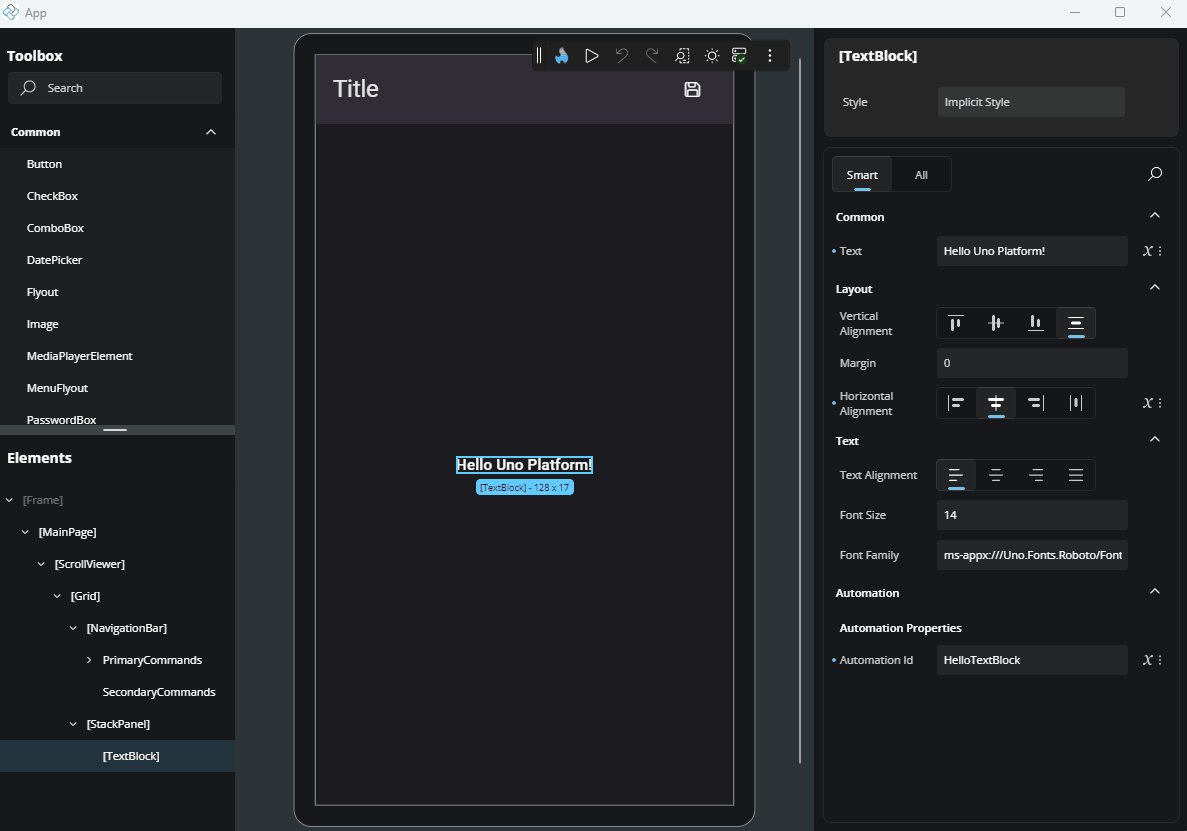 App
Toolbox
Search
Common
Button
CheckBox
ComboBox
DatePicker
Flyout
Image
MediaPlayerElement
MenuFlyout
PasswordBox
Elements
[Frame]
[MainPage]
[ScrollViewer]
[Grid]
[NavigationBar]
PrimaryCommands
SecondaryCommands
[StackPanel]
[TextBlock]
Title
Hello Uno Platform!
[TextBlock] - 128 x 17
[TextBlock]
Style
Implicit Style
Smart
All
Common
Text
Hello Uno Platform!
X
Layout
Vertical
Alignment
Margin
0
Horizontal
Alignment
X
Text
Text Alignment
Font Size
14
Font Family
ms-appx:///Uno.Fonts.Roboto/Font
Automation
Automation Properties
Automation Id
HelloTextBlock
X